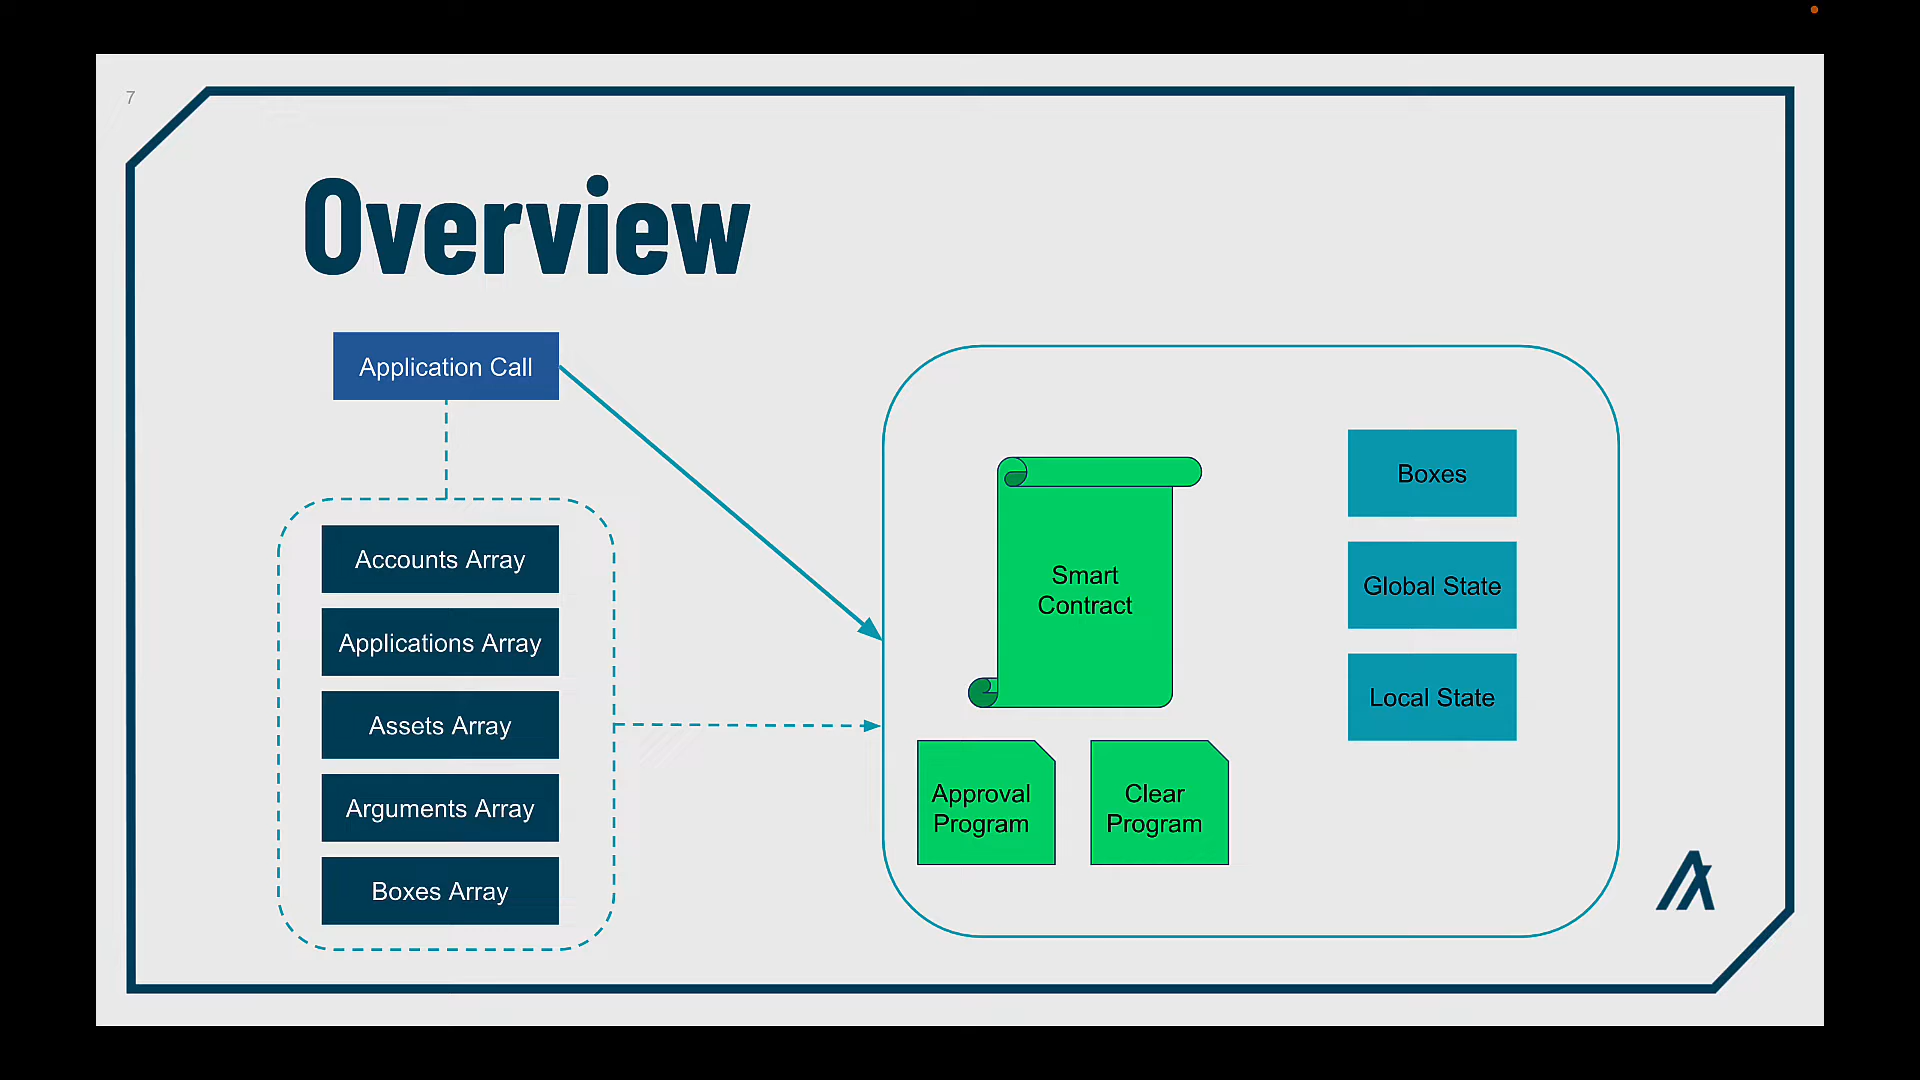 7
Overview
Application Call
Accounts Array
Applications Array
Assets Array
Arguments Array
Boxes Array
Smart
Contract
Approval
Program
Clear
Program
Boxes
Global State
Local State